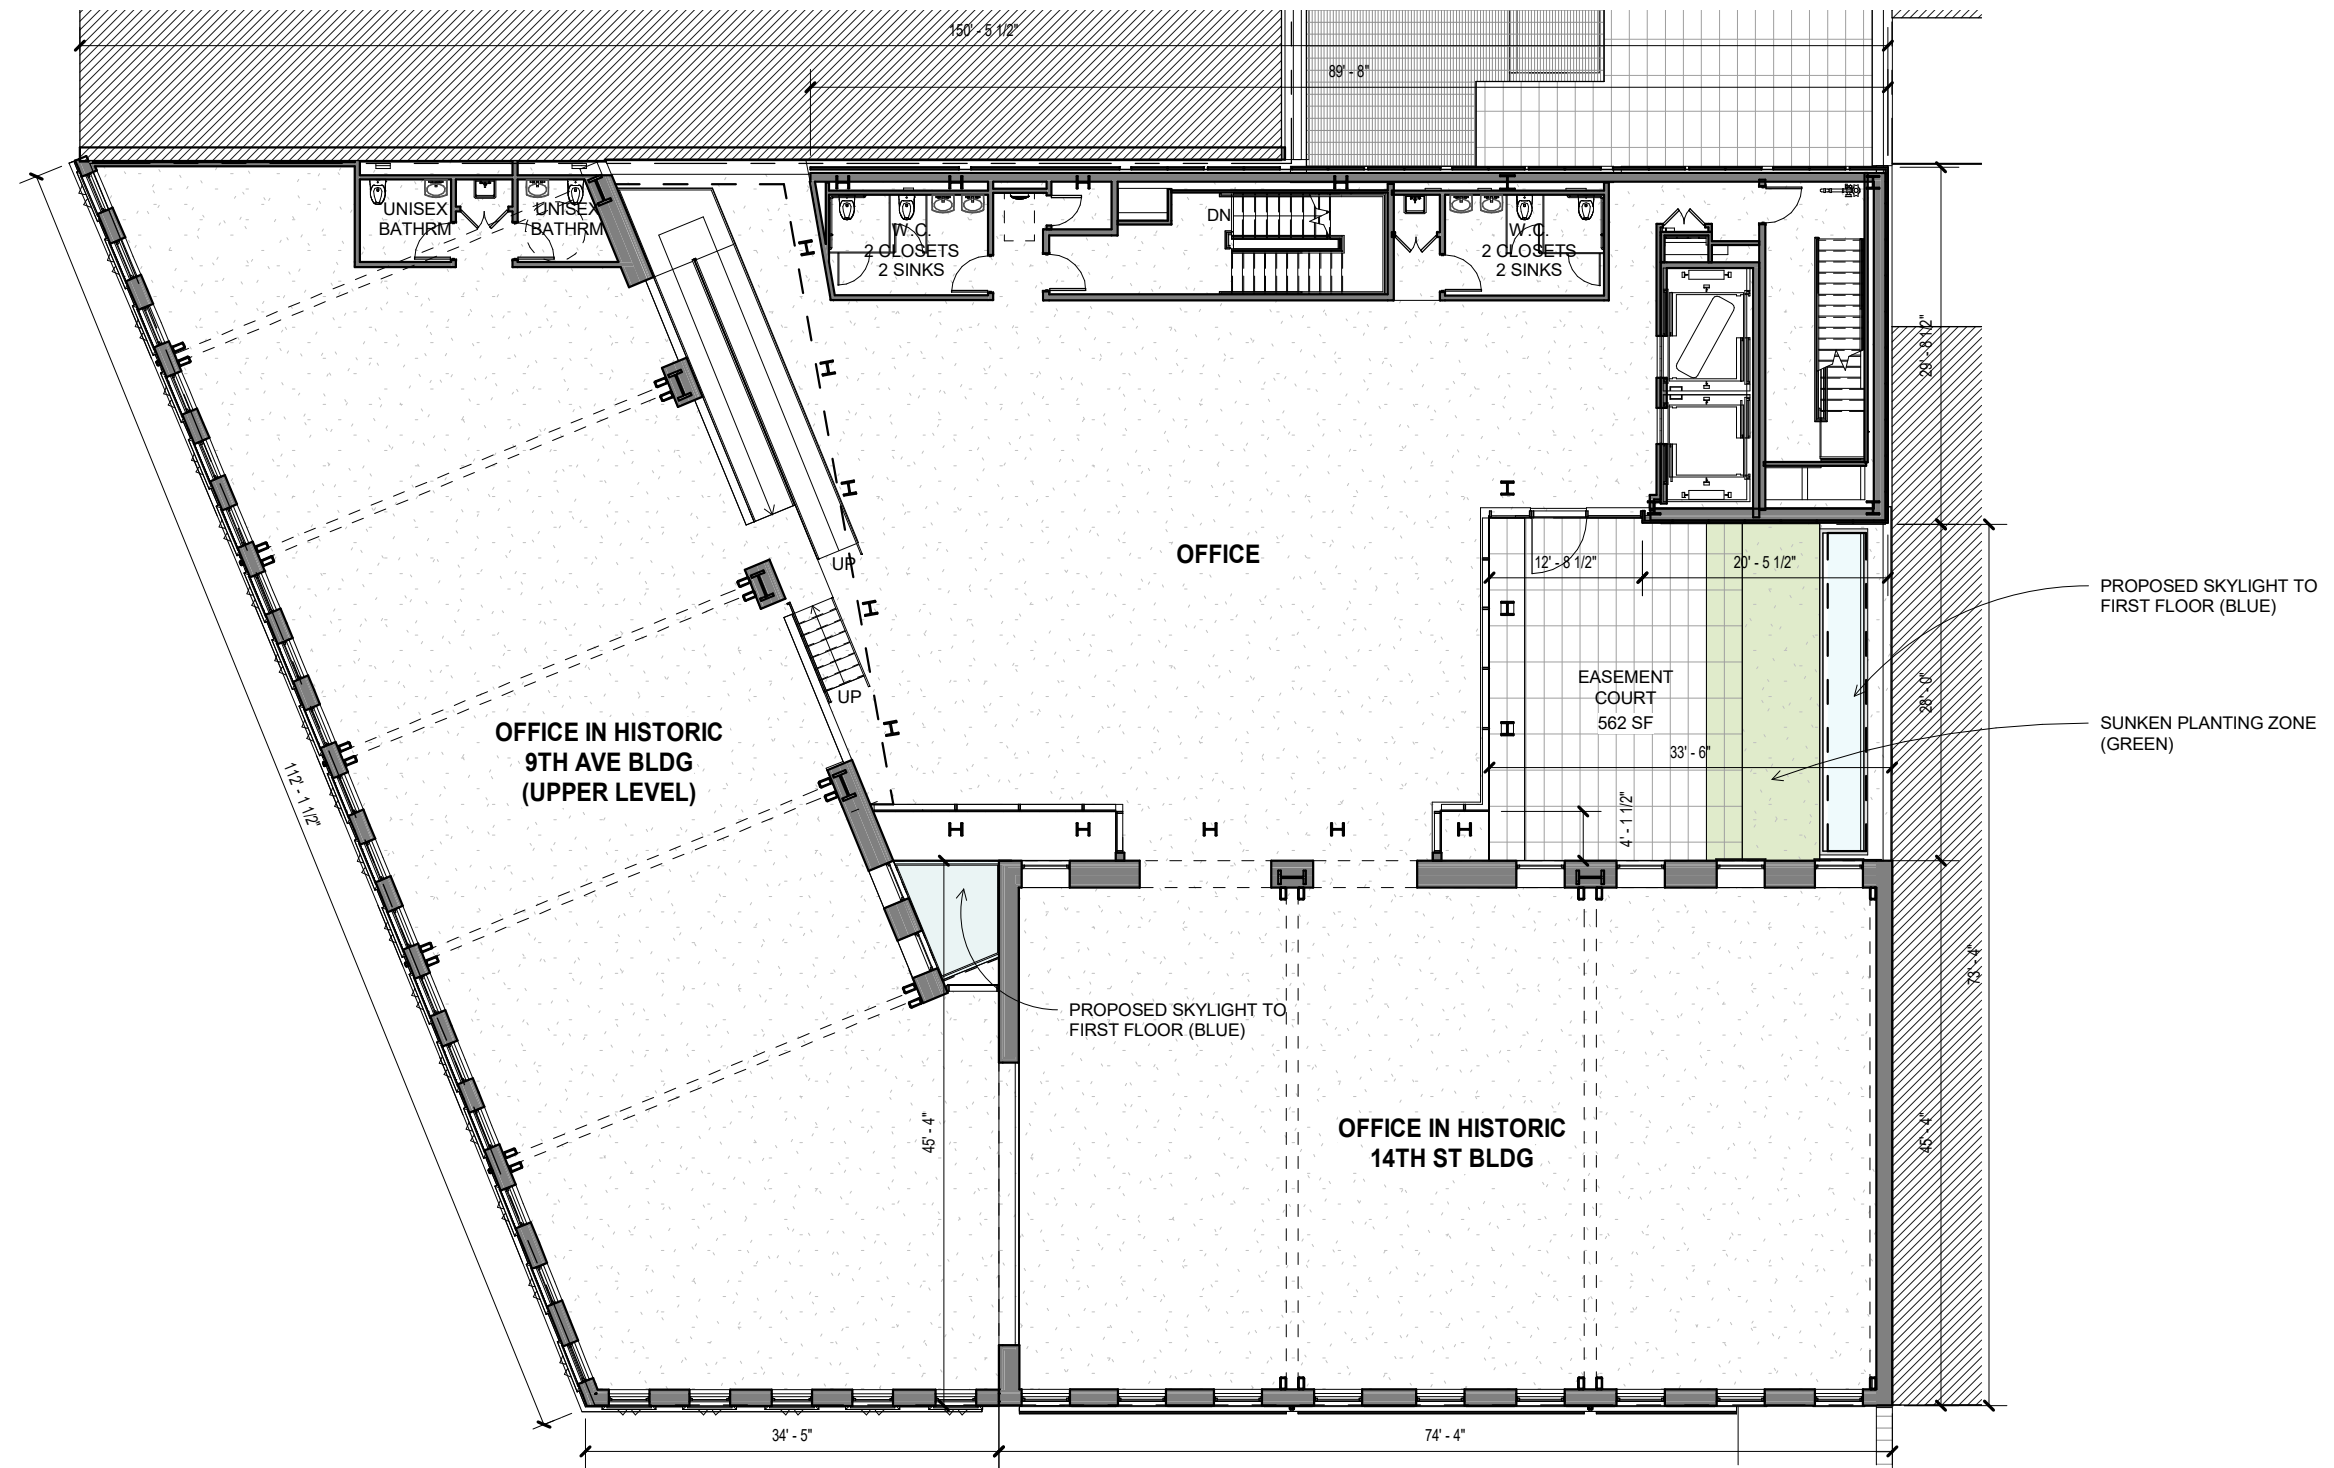 150' - 5 1/2"
89' - 8"
UNISEX
BATHRM
UNISEX
BATHRM
W.C.
2 CLOSETS
2 SINKS
DN
W.C.
2 CLOSETS
2 SINKS
29' - 8 1/2"
UP
OFFICE
12' - 8 1/2"
20' - 5 1/2"
PROPOSED SKYLIGHT TO
FIRST FLOOR (BLUE)
EASEMENT
COURT
562 SF
28' - 0"
UP
SUNKEN PLANTING ZONE
(GREEN)
33' - 6"
OFFICE IN HISTORIC
9TH AVE BLDG
(UPPER LEVEL)
112' - 1 1/2"
4' - 1 1/2"
73' - 4"
PROPOSED SKYLIGHT TO
FIRST FLOOR (BLUE)
45' - 4"
OFFICE IN HISTORIC
14TH ST BLDG
45' - 4"
34' - 5"
74' - 4"